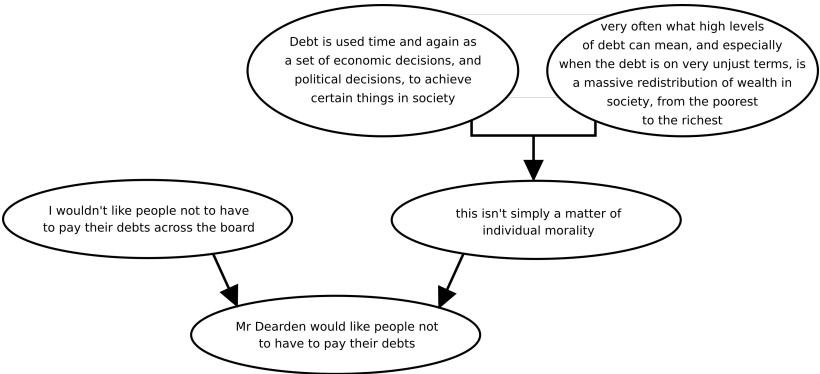 Debt is used time and again as
a set of economic decisions, and
political decisions, to achieve
certain things in society
very often what high levels
of debt can mean, and especially
when the debt is on very unjust terms, is
a massive redistribution of wealth in
society, from the poorest
to the richest
I wouldn't like people not to have
to pay their debts across the board
this isn't simply a matter of
individual morality
Mr Dearden would like people not
to have to pay their debts